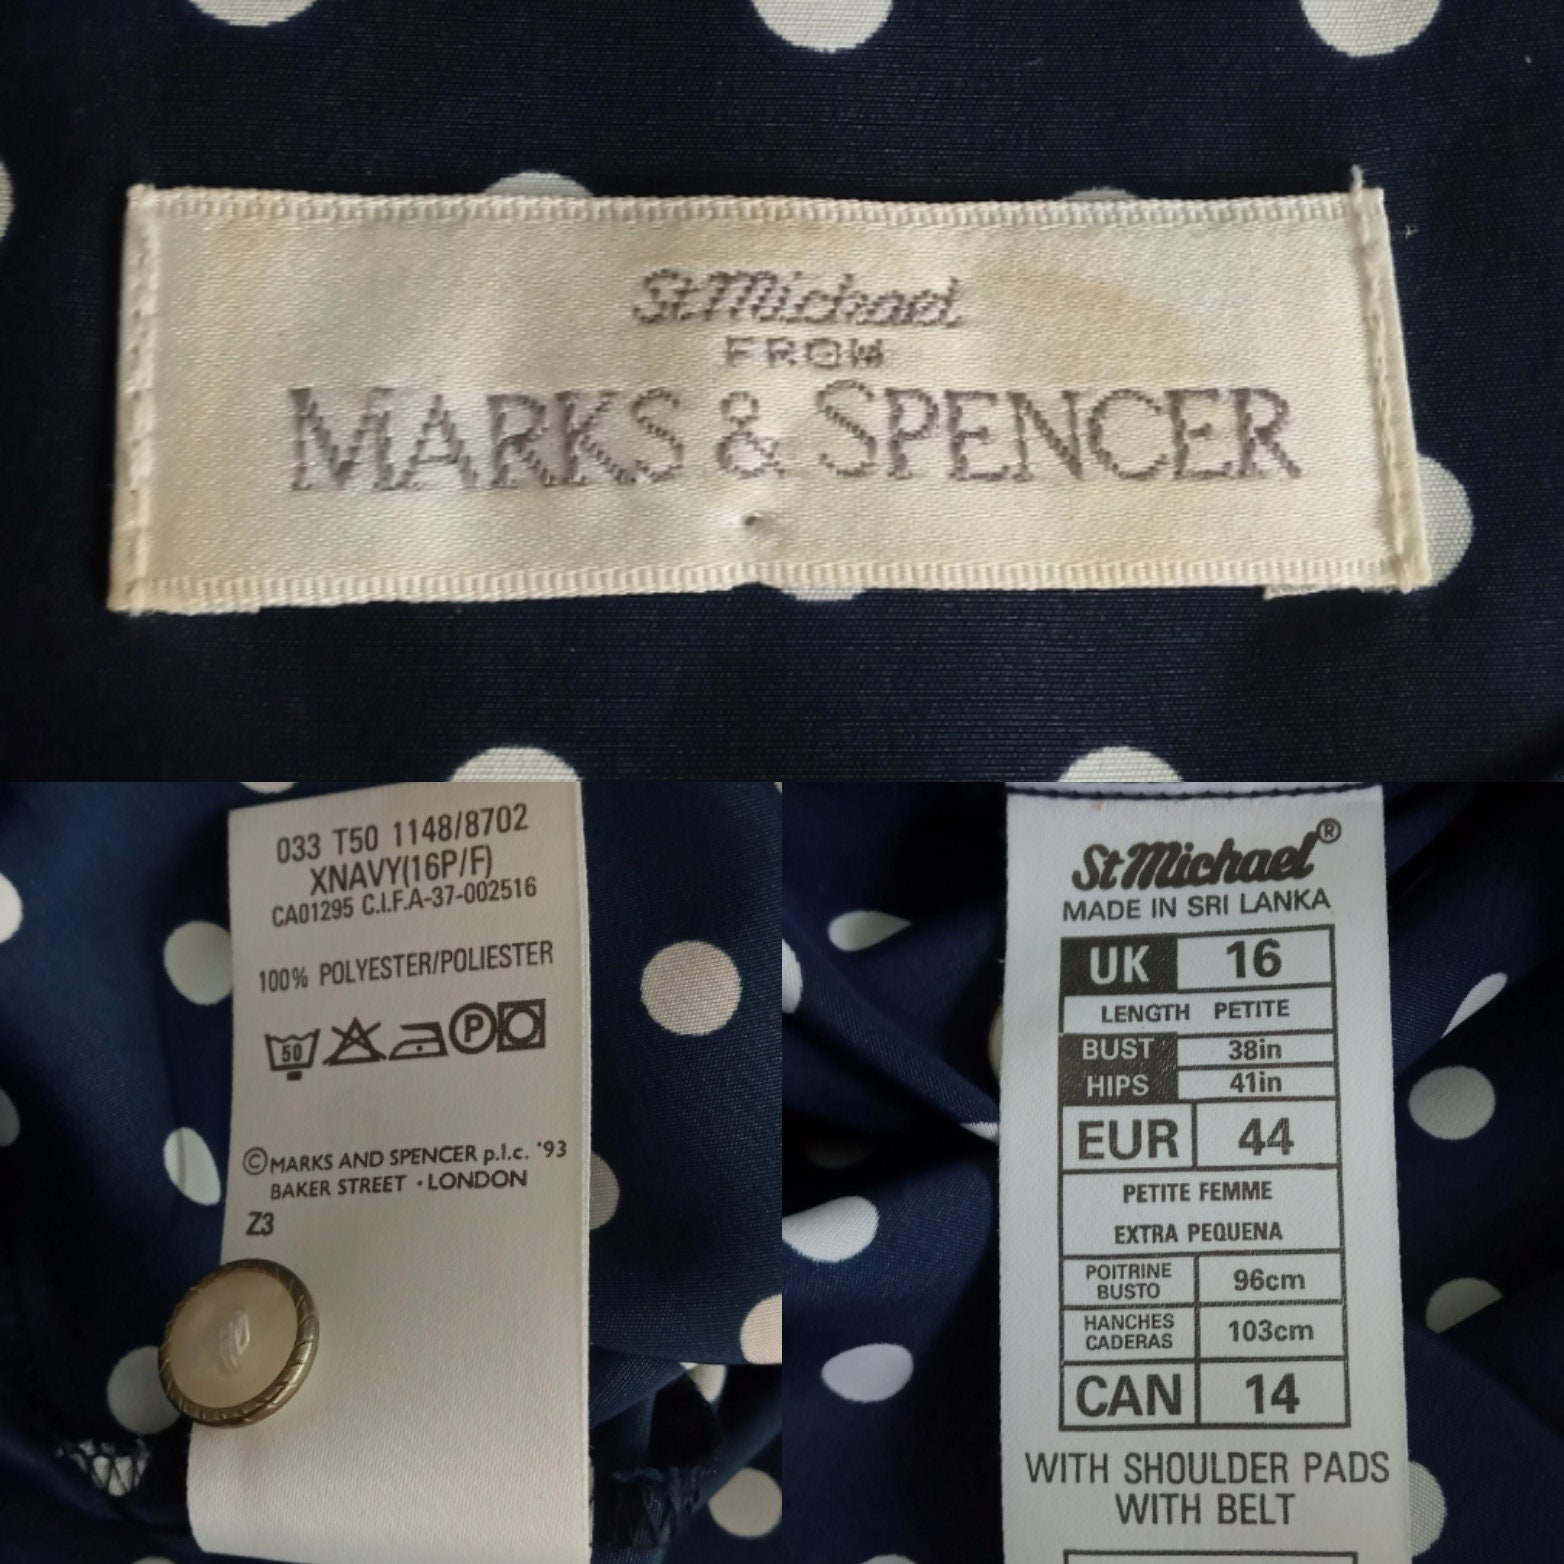 St Michael
FROM
MARKS & SPENCER
033 T50 1148/8702
XNAVY(16P/F)
CA01295 C.I.F.A-37-002516
100% POLYESTER/POLIESTER
50 P
©MARKS AND SPENCER p.l.c. '93
BAKER STREET · LONDON
Z3
St Michael®
MADE IN SRI LANKA
UK 16
LENGTH PETITE
BUST 38in
HIPS 41in
EUR 44
PETITE FEMME
EXTRA PEQUENA
POITRINE
BUSTO 96cm
HANCHES
CADERAS 103cm
CAN 14
WITH SHOULDER PADS
WITH BELT